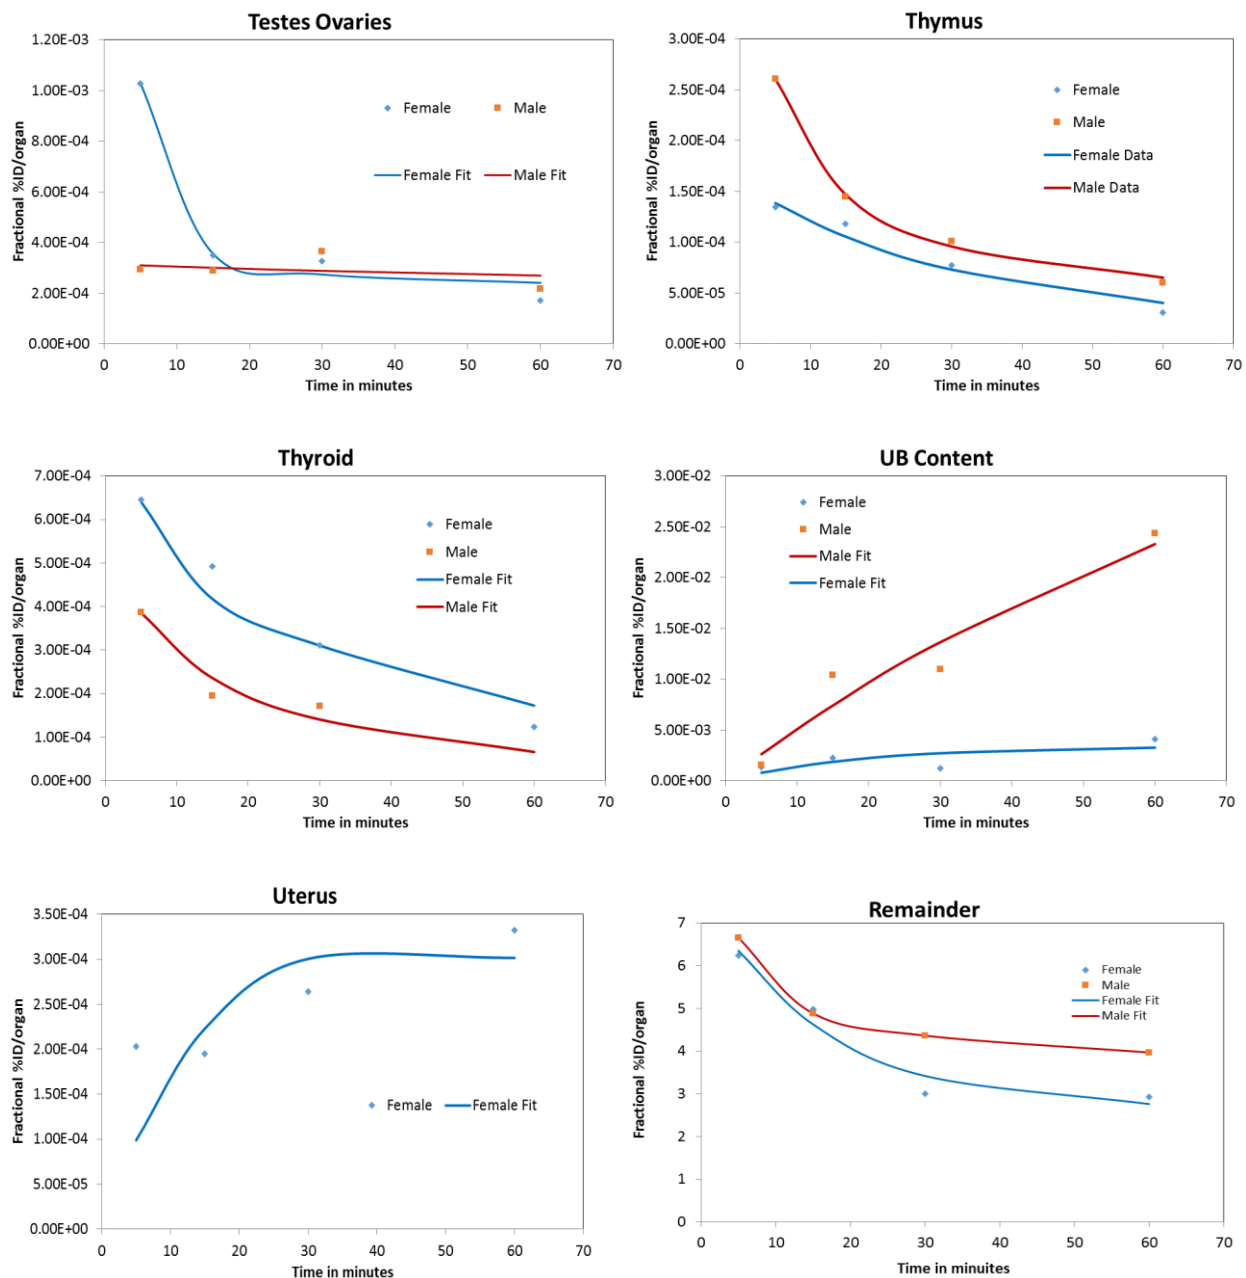 Testes Ovaries
1.20E-03
1.00E-03
8.00E-04
6.00E-04
4.00E-04
2.00E-04
0.00E+00
Fractional %ID/organ
Female
Male
Female Fit
Male Fit
0 10 20 30 40 50 60 70
Time in minutes
Thymus
3.00E-04
2.50E-04
2.00E-04
1.50E-04
1.00E-04
5.00E-05
0.00E+00
Fractional %ID/organ
Female
Male
Female Data
Male Data
0 10 20 30 40 50 60 70
Time in minutes
Thyroid
7.00E-04
6.00E-04
5.00E-04
4.00E-04
3.00E-04
2.00E-04
1.00E-04
0.00E+00
Fractional %ID/organ
Female
Male
Female Fit
Male Fit
0 10 20 30 40 50 60 70
Time in minutes
UB Content
3.00E-02
2.50E-02
2.00E-02
1.50E-02
1.00E-02
5.00E-03
0.00E+00
Fractional %ID/organ
Female
Male
Male Fit
Female Fit
0 10 20 30 40 50 60 70
Time in minutes
Uterus
3.50E-04
3.00E-04
2.50E-04
2.00E-04
1.50E-04
1.00E-04
5.00E-05
0.00E+00
Fractional %ID/organ
Female
Female Fit
0 10 20 30 40 50 60 70
Time in minutes
Remainder
7
6
5
4
3
2
1
0
Fractional %ID/organ
Female
Male
Female Fit
Male Fit
0 10 20 30 40 50 60 70
Time in minuites